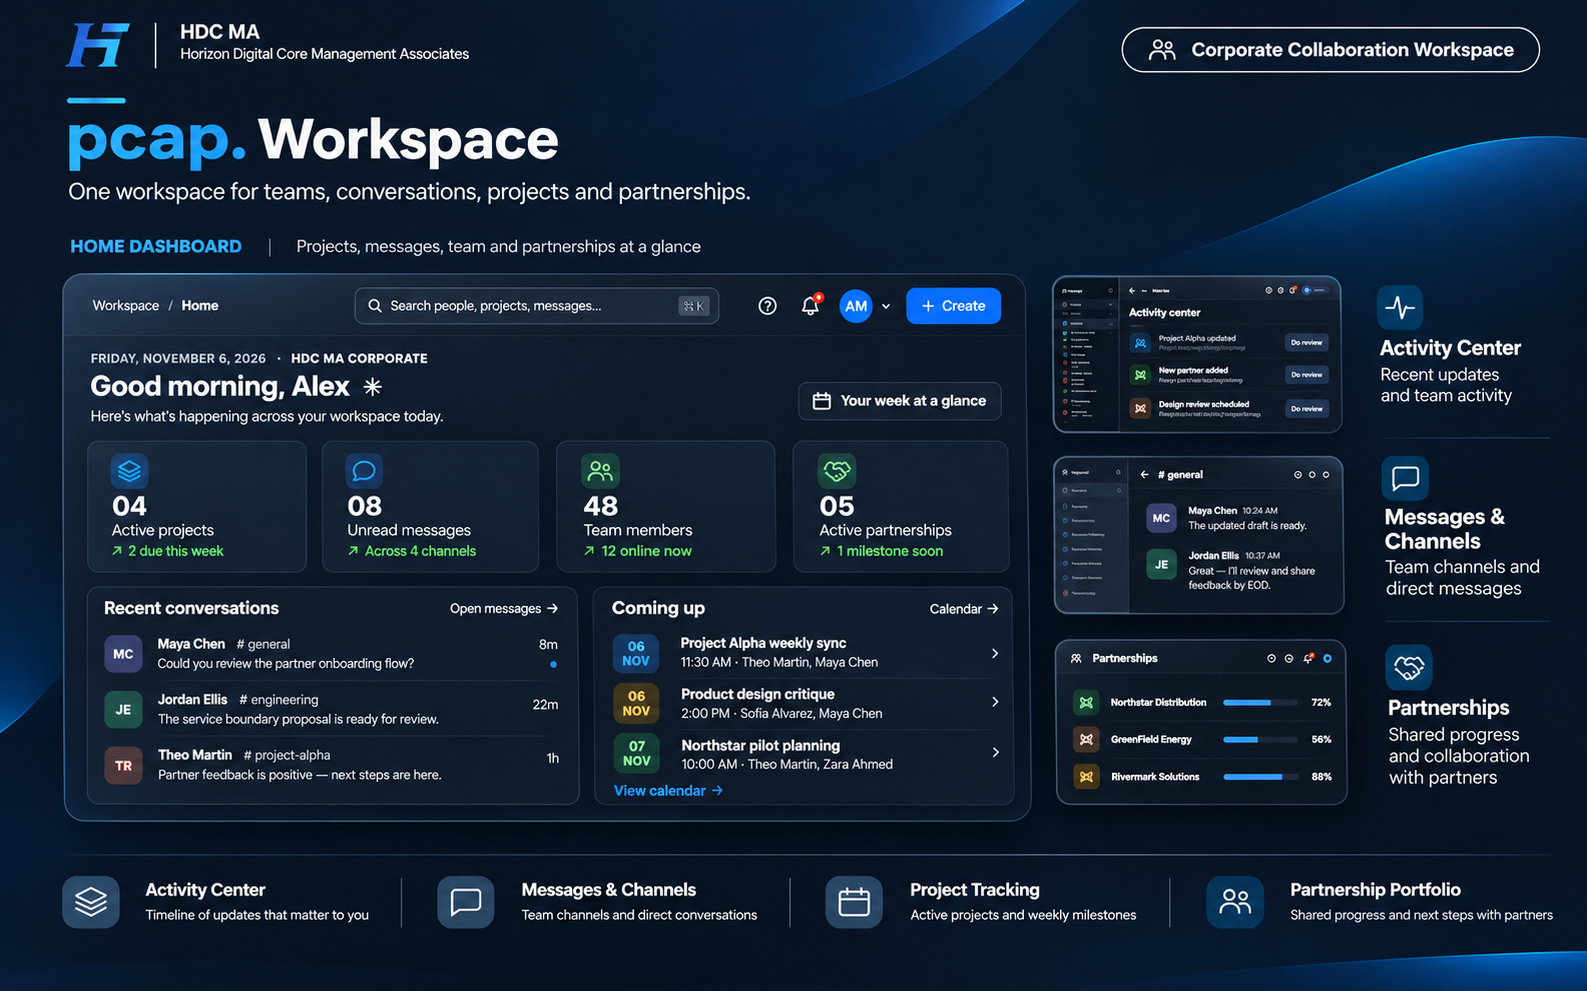 HDC MA
Horizon Digital Core Management Associates
Corporate Collaboration Workspace
pcap. Workspace
One workspace for teams, conversations, projects and partnerships.
HOME DASHBOARD | Projects, messages, team and partnerships at a glance
Workspace / Home
Search people, projects, messages...
⌘ K
AM
+ Create
FRIDAY, NOVEMBER 6, 2026 · HDC MA CORPORATE
Good morning, Alex
Here's what's happening across your workspace today.
Your week at a glance
04
Active projects
↗ 2 due this week
08
Unread messages
↗ Across 4 channels
48
Team members
↗ 12 online now
05
Active partnerships
↗ 1 milestone soon
Recent conversations
Open messages →
MC
Maya Chen # general
8m
Could you review the partner onboarding flow?
JE
Jordan Ellis # engineering
22m
The service boundary proposal is ready for review.
TR
Theo Martin # project-alpha
1h
Partner feedback is positive — next steps are here.
Coming up
Calendar →
06
NOV
Project Alpha weekly sync
11:30 AM · Theo Martin, Maya Chen
06
NOV
Product design critique
2:00 PM · Sofia Alvarez, Maya Chen
07
NOV
Northstar pilot planning
10:00 AM · Theo Martin, Zara Ahmed
View calendar →
Activity center
Project Alpha updated
Do review
New partner added
Do review
Design review scheduled
Do review
Activity Center
Recent updates
and team activity
# general
MC
Maya Chen 10:24 AM
The updated draft is ready.
JE
Jordan Ellis 10:37 AM
Great — I'll review and share
feedback by EOD.
Messages &
Channels
Team channels and
direct messages
Partnerships
Northstar Distribution 72%
GreenField Energy 56%
Rivermark Solutions 88%
Partnerships
Shared progress
and collaboration
with partners
Activity Center
Timeline of updates that matter to you
Messages & Channels
Team channels and direct conversations
Project Tracking
Active projects and weekly milestones
Partnership Portfolio
Shared progress and next steps with partners